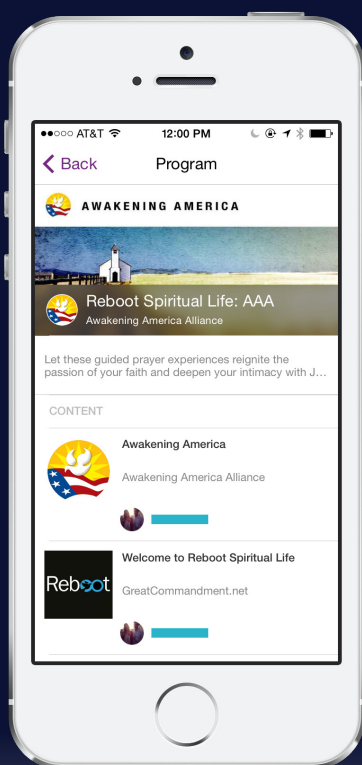 AT&T
12:00 PM
Back
Program
AWAKENING AMERICA
Reboot Spiritual Life: AAA
Awakening America Alliance
Let these guided prayer experiences reignite the
passion of your faith and deepen your intimacy with J…
CONTENT
Awakening America
Awakening America Alliance
Welcome to Reboot Spiritual Life
Reboot
GreatCommandment.net